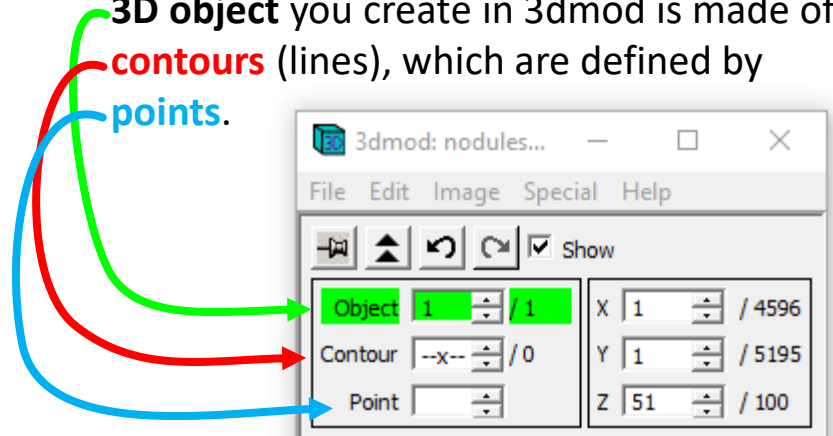 3D object you create in 3dmod is made of
contours (lines), which are defined by
points.
3dmod: nodules...
File Edit Image Special Help
Show
Object 1 / 1 X 1 / 4596
Contour --x-- / 0 Y 1 / 5195
Point Z 51 / 100